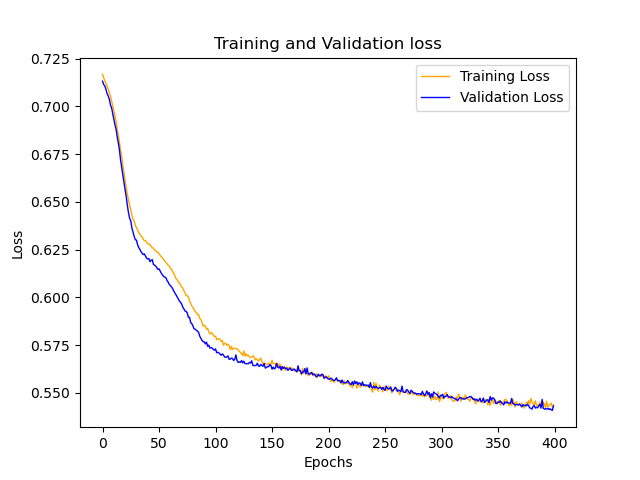 Training and Validation loss
Training Loss
Validation Loss
0.725
0.700
0.675
0.650
0.625
0.600
0.575
0.550
Loss
0 50 100 150 200 250 300 350 400
Epochs